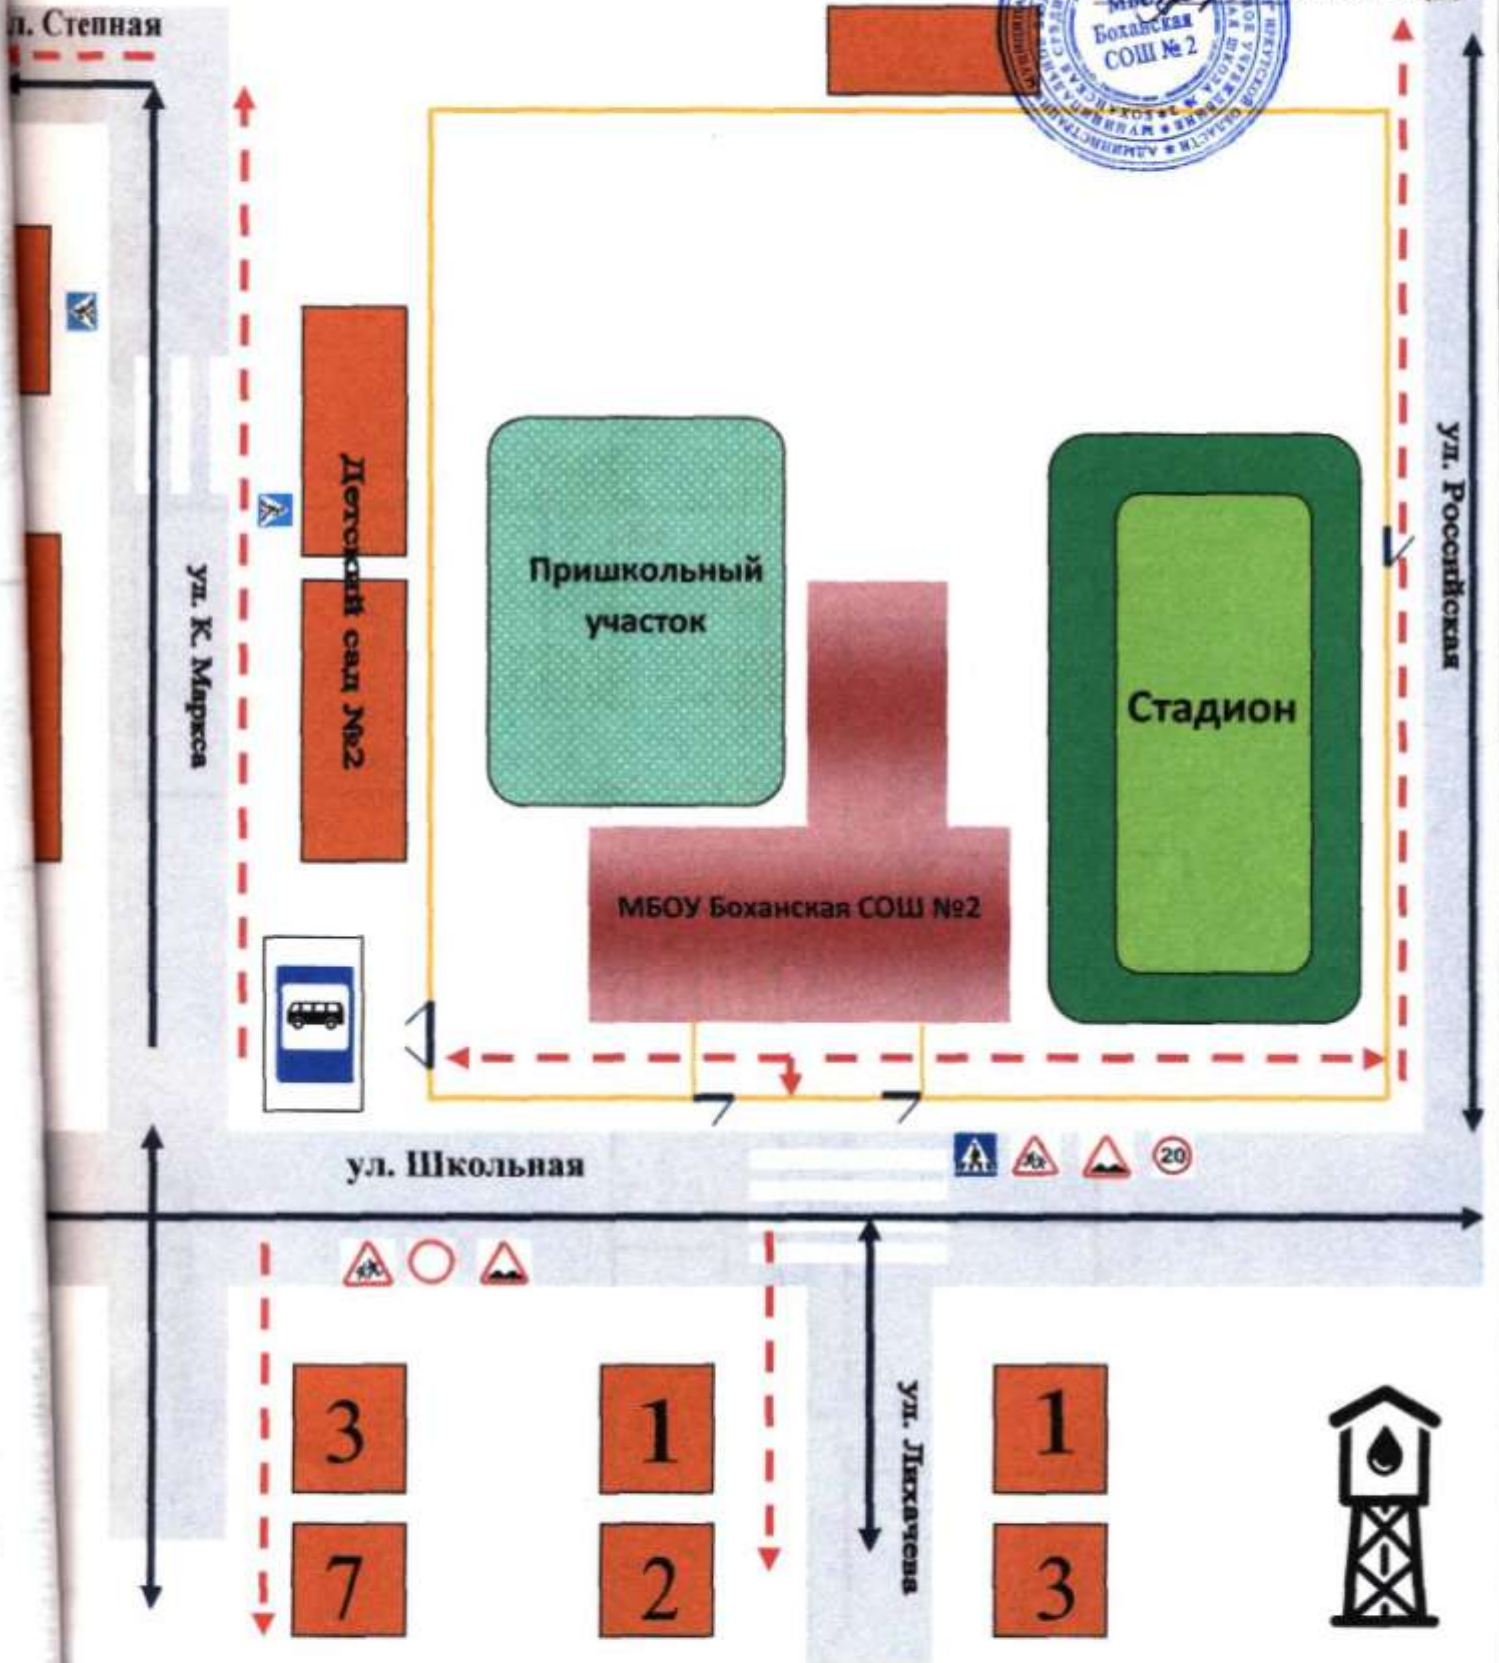 л. Степная
Боханская
СОШ № 2
Детский сад №2
Пришкольный
участок
Стадион
ул. Российская
ул. К. Маркса
МБОУ Боханская СОШ №2
ул. Школьная
20
ул. Лихачева
3
1
1
7
2
3